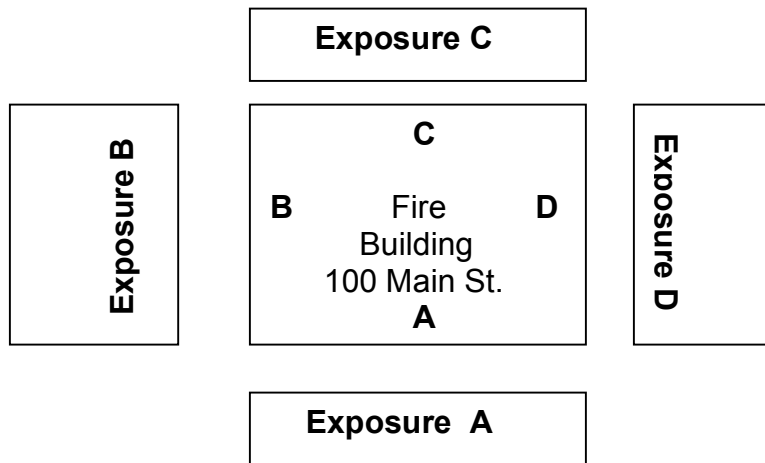 Exposure C
Exposure B
C
B
Fire
D
Building
100 Main St.
A
Exposure D
Exposure A